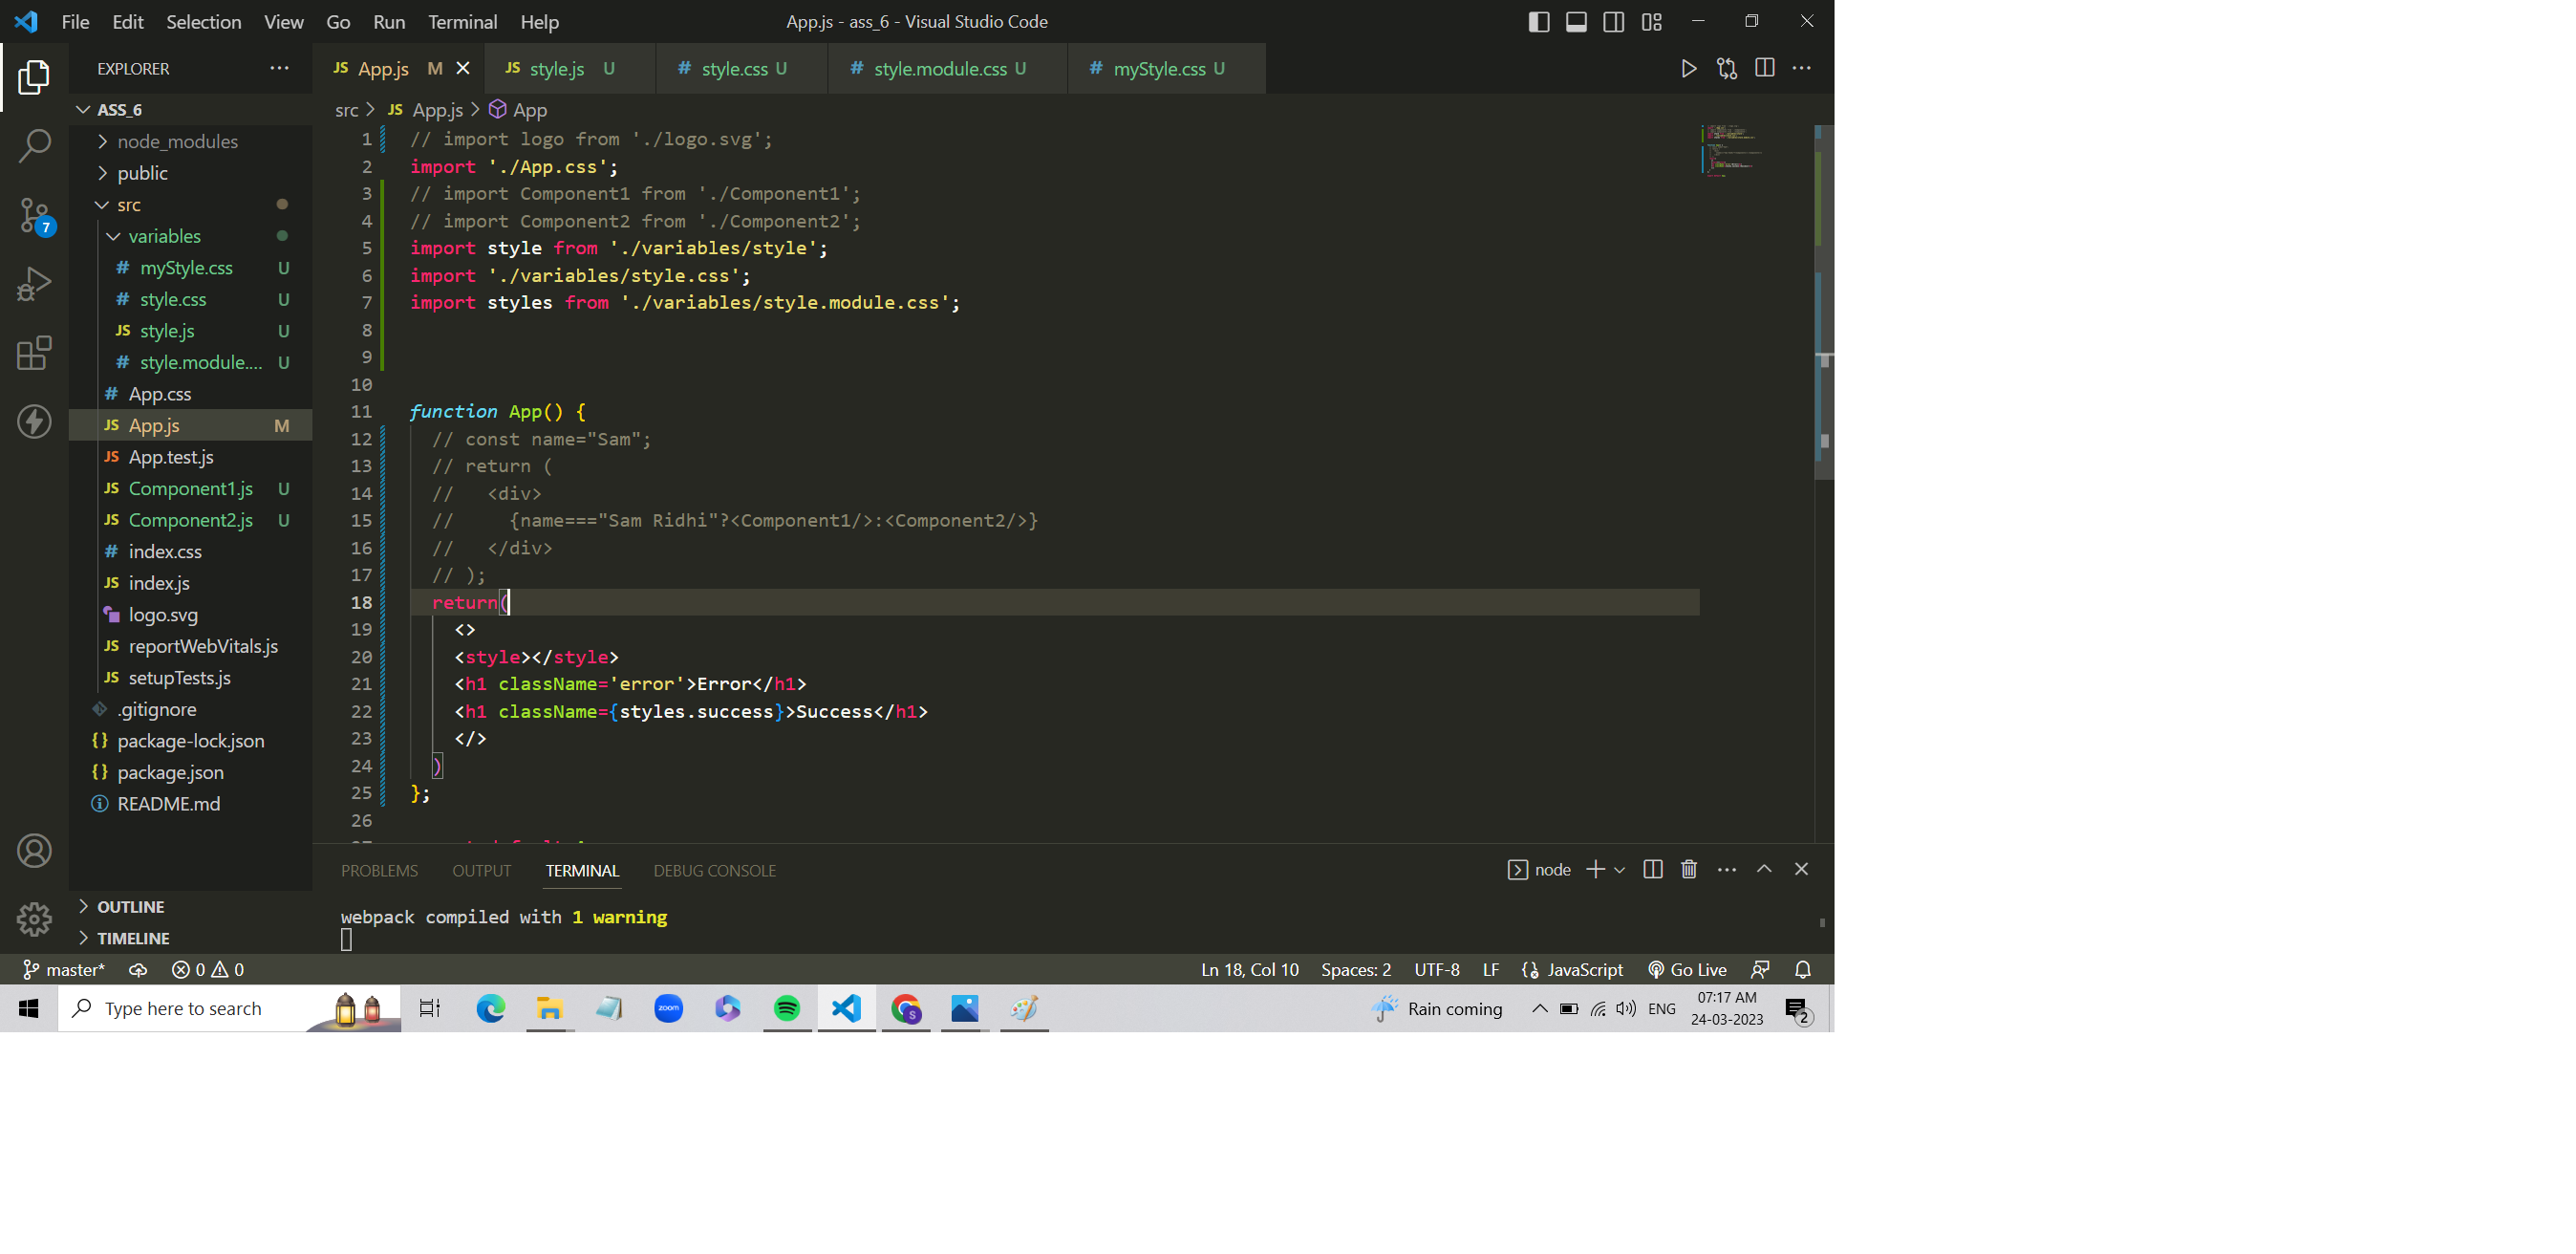 File Edit Selection View Go Run Terminal Help App.js - ass_6 - Visual Studio Code
EXPLORER
JS App.js M
JS style.js U
# style.css U
# style.module.css U
# myStyle.css U
ASS_6
node_modules
public
src
variables
# myStyle.css U
# style.css U
JS style.js U
# style.module.... U
# App.css
JS App.js M
JS App.test.js
JS Component1.js U
JS Component2.js U
# index.css
JS index.js
logo.svg
JS reportWebVitals.js
JS setupTests.js
.gitignore
{} package-lock.json
{} package.json
README.md
OUTLINE
TIMELINE
7
src > JS App.js > App
1 // import logo from './logo.svg';
2 import './App.css';
3 // import Component1 from './Component1';
4 // import Component2 from './Component2';
5 import style from './variables/style';
6 import './variables/style.css';
7 import styles from './variables/style.module.css';
8
9
10
11 function App() {
12 // const name="Sam";
13 // return (
14 // <div>
15 // {name==="Sam Ridhi"?<Component1/>:<Component2/>}
16 // </div>
17 // );
18 return(
19 <>
20 <style></style>
21 <h1 className='error'>Error</h1>
22 <h1 className={styles.success}>Success</h1>
23 </>
24 )
25 };
26
PROBLEMS OUTPUT TERMINAL DEBUG CONSOLE
node
webpack compiled with 1 warning
master* 0 0 Ln 18, Col 10 Spaces: 2 UTF-8 LF JavaScript Go Live
Type here to search
zoom
S
Rain coming
ENG
07:17 AM
24-03-2023
2